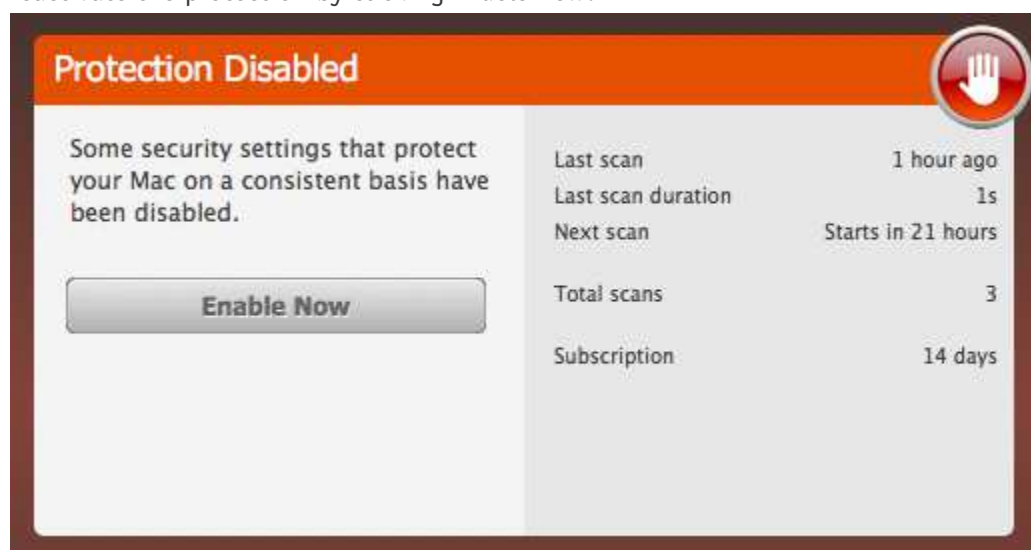 Protection Disabled
Some security settings that protect
your Mac on a consistent basis have
been disabled.
Enable Now
Last scan 1 hour ago
Last scan duration 1s
Next scan Starts in 21 hours
Total scans 3
Subscription 14 days